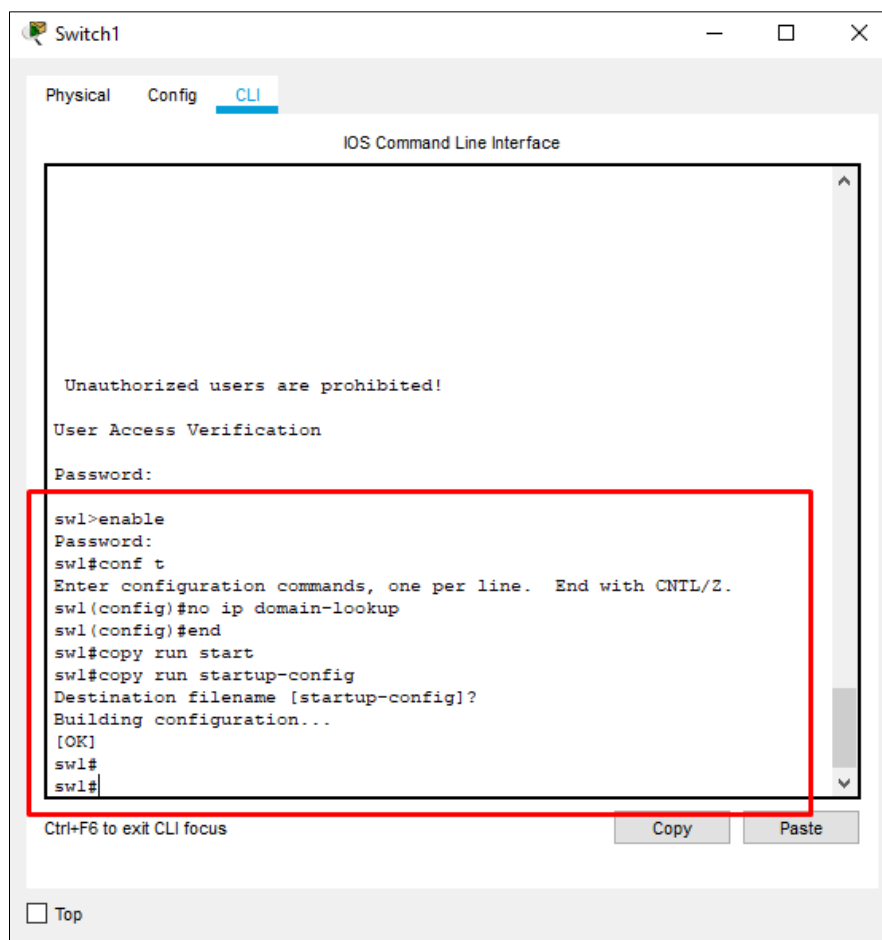 Switch1
Physical Config CLI
IOS Command Line Interface
Unauthorized users are prohibited!
User Access Verification
Password:
sw1>enable
Password:
sw1#conf t
Enter configuration commands, one per line.  End with CNTL/Z.
sw1(config)#no ip domain-lookup
sw1(config)#end
sw1#copy run start
sw1#copy run startup-config
Destination filename [startup-config]?
Building configuration...
[OK]
sw1#
sw1#
Ctrl+F6 to exit CLI focus Copy Paste
Top